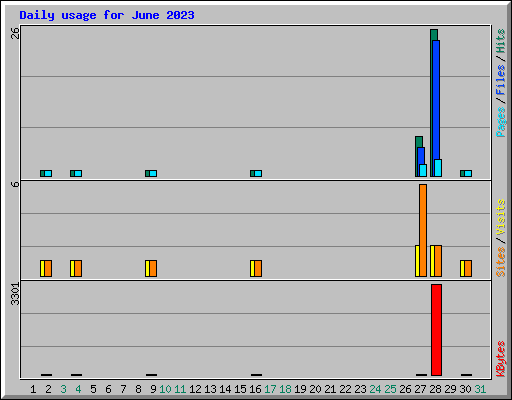 Daily usage for June 2023
26
Pages / Files / Hits
6
Sites / Visits
3301
KBytes
1 2 3 4 5 6 7 8 9 10 11 12 13 14 15 16 17 18 19 20 21 22 23 24 25 26 27 28 29 30 31